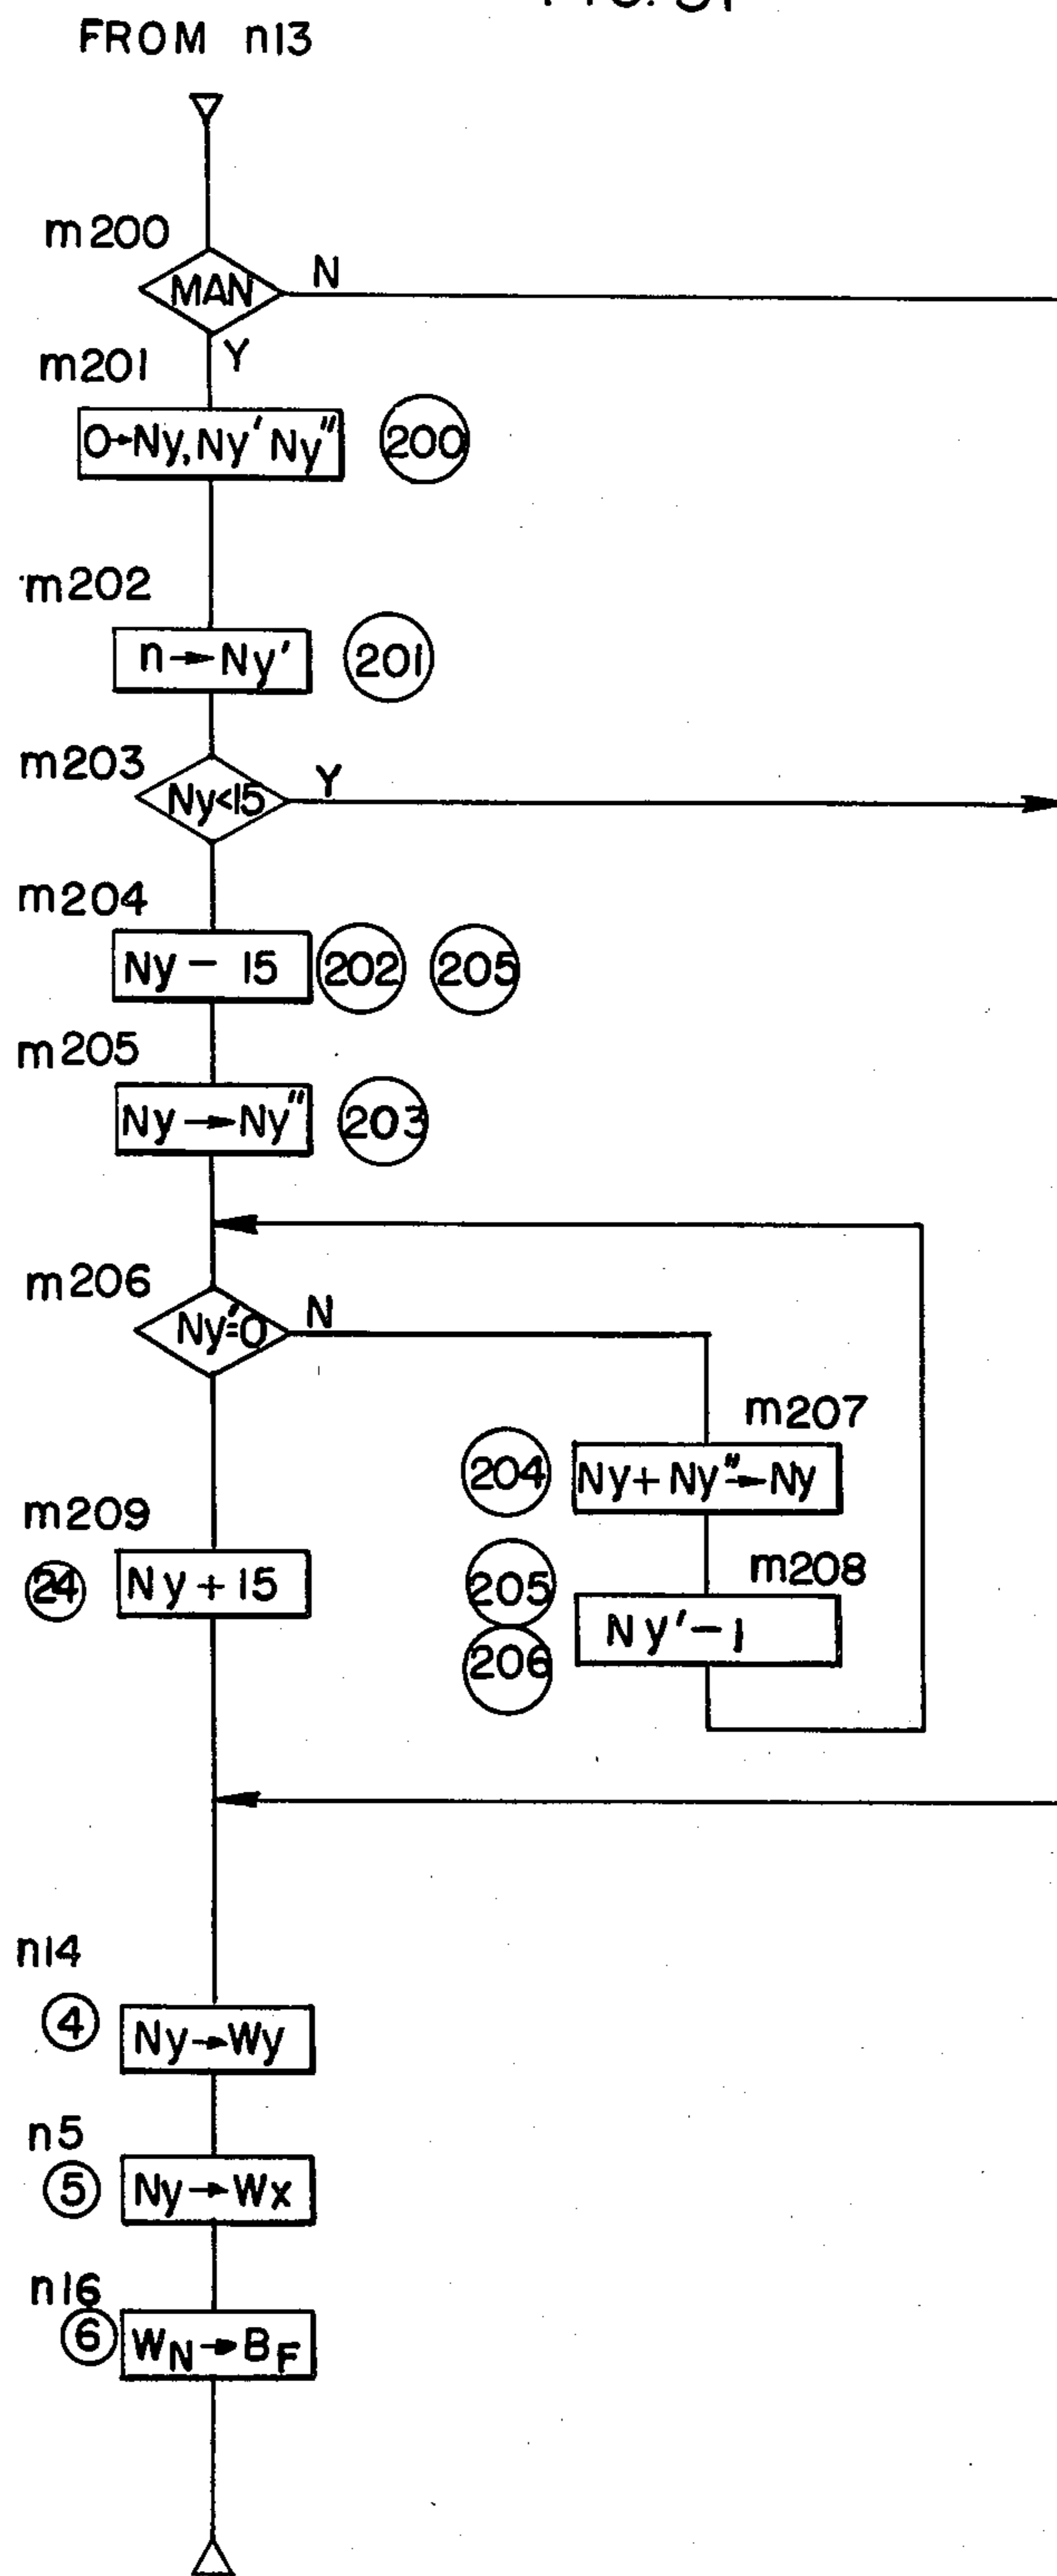 FROM n13
m200
MAN N
Y
m201
O→Ny,Ny' Ny" 200
m202
n → Ny' 201
m203
Ny<15 Y
m204
Ny - 15 202 205
m205
Ny → Ny" 203
m206
Ny'=0 N
m207
204 Ny+Ny"→Ny
m209
24 Ny+15
m208
205 Ny'-1
206
n14
4 Ny→Wy
n5
5 Ny→Wx
n16
6 WN→BF